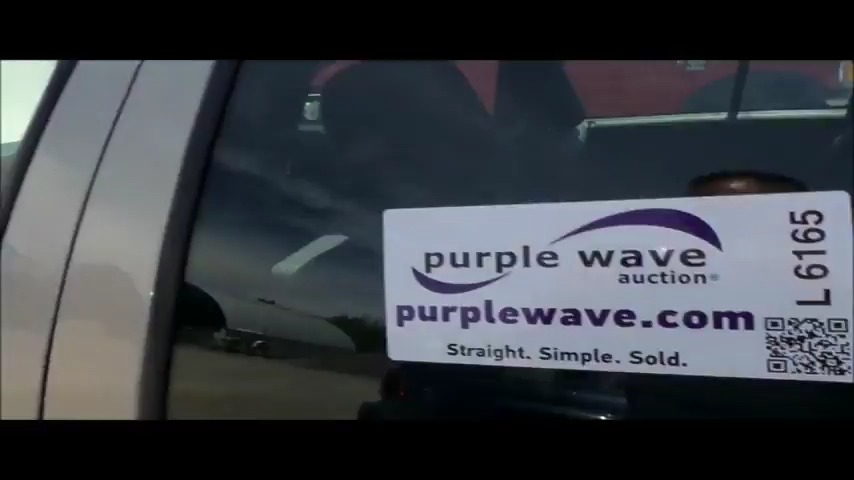 purple wave
auction®
purplewave.com
Straight. Simple. Sold.
L6165